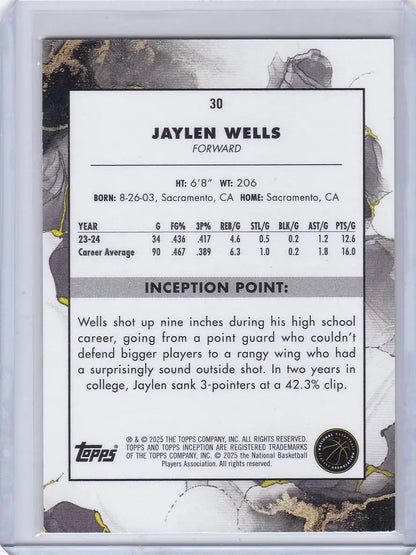 30
JAYLEN WELLS
FORWARD
HT: 6'8" WT: 206
BORN: 8-26-03, Sacramento, CA HOME: Sacramento, CA
YEAR G FG% 3P% REB/G STL/G BLK/G AST/G PTS/G
23-24 34 .436 .417 4.6 0.5 0.2 1.2 12.6
Career Average 90 .467 .389 6.3 1.0 0.2 1.8 16.0
INCEPTION POINT:
Wells shot up nine inches during his high school
career, going from a point guard who couldn't
defend bigger players to a rangy wing who had
a surprisingly sound outside shot. In two years in
college, Jaylen sank 3-pointers at a 42.3% clip.
Topps
® & © 2025 THE TOPPS COMPANY, INC. ALL RIGHTS RESERVED.
TOPPS AND TOPPS INCEPTION ARE REGISTERED TRADEMARKS
OF THE TOPPS COMPANY, INC. © 2025 the National Basketball
Players Association. All rights reserved.